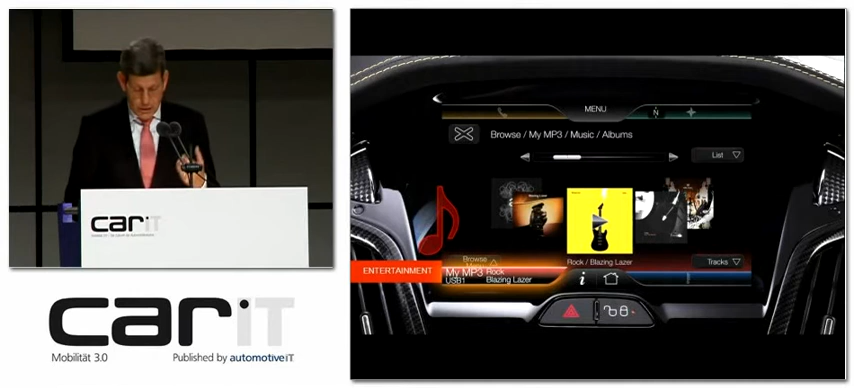 carIT
carIT
Mobilität 3.0
Published by automotiveIT
MENU
N
Browse / My MP3 / Music / Albums
List
Rock / Blazing Lazer
Tracks
Browse
Menu
ENTERTAINMENT
My MP3 Rock
USB1 Blazing Lazer
i